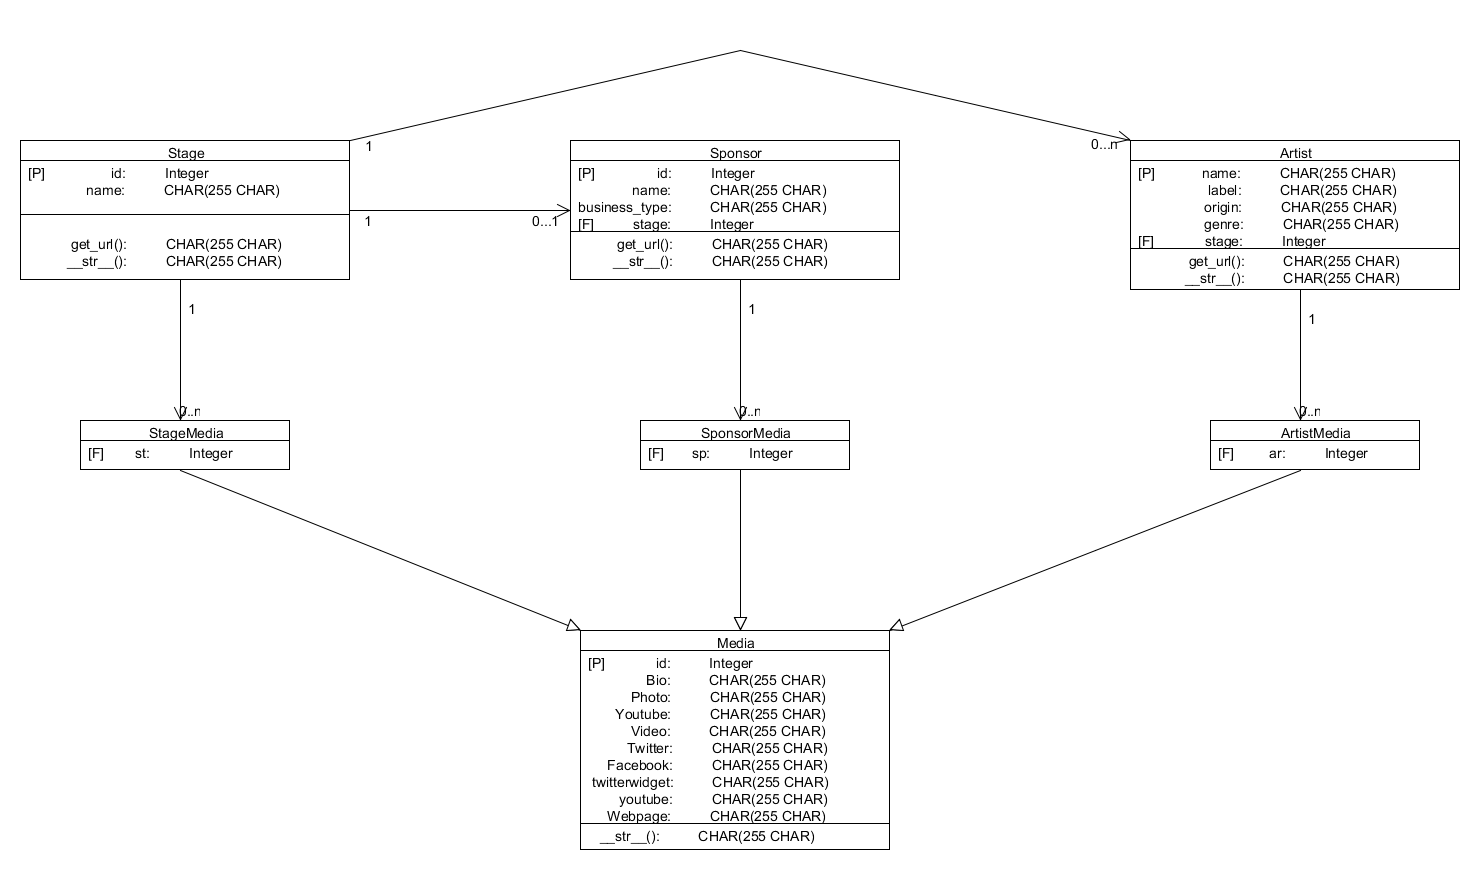 1
0...n
Stage
[P] id: Integer
name: CHAR(255 CHAR)
get_url(): CHAR(255 CHAR)
__str__(): CHAR(255 CHAR)
1
0...1
Sponsor
[P] id: Integer
name: CHAR(255 CHAR)
business_type: CHAR(255 CHAR)
[F] stage: Integer
get_url(): CHAR(255 CHAR)
__str__(): CHAR(255 CHAR)
Artist
[P] name: CHAR(255 CHAR)
label: CHAR(255 CHAR)
origin: CHAR(255 CHAR)
genre: CHAR(255 CHAR)
[F] stage: Integer
get_url(): CHAR(255 CHAR)
__str__(): CHAR(255 CHAR)
1
0..n
1
0..n
1
0..n
StageMedia
[F] st: Integer
SponsorMedia
[F] sp: Integer
ArtistMedia
[F] ar: Integer
Media
[P] id: Integer
Bio: CHAR(255 CHAR)
Photo: CHAR(255 CHAR)
Youtube: CHAR(255 CHAR)
Video: CHAR(255 CHAR)
Twitter: CHAR(255 CHAR)
Facebook: CHAR(255 CHAR)
twitterwidget: CHAR(255 CHAR)
youtube: CHAR(255 CHAR)
Webpage: CHAR(255 CHAR)
__str__(): CHAR(255 CHAR)